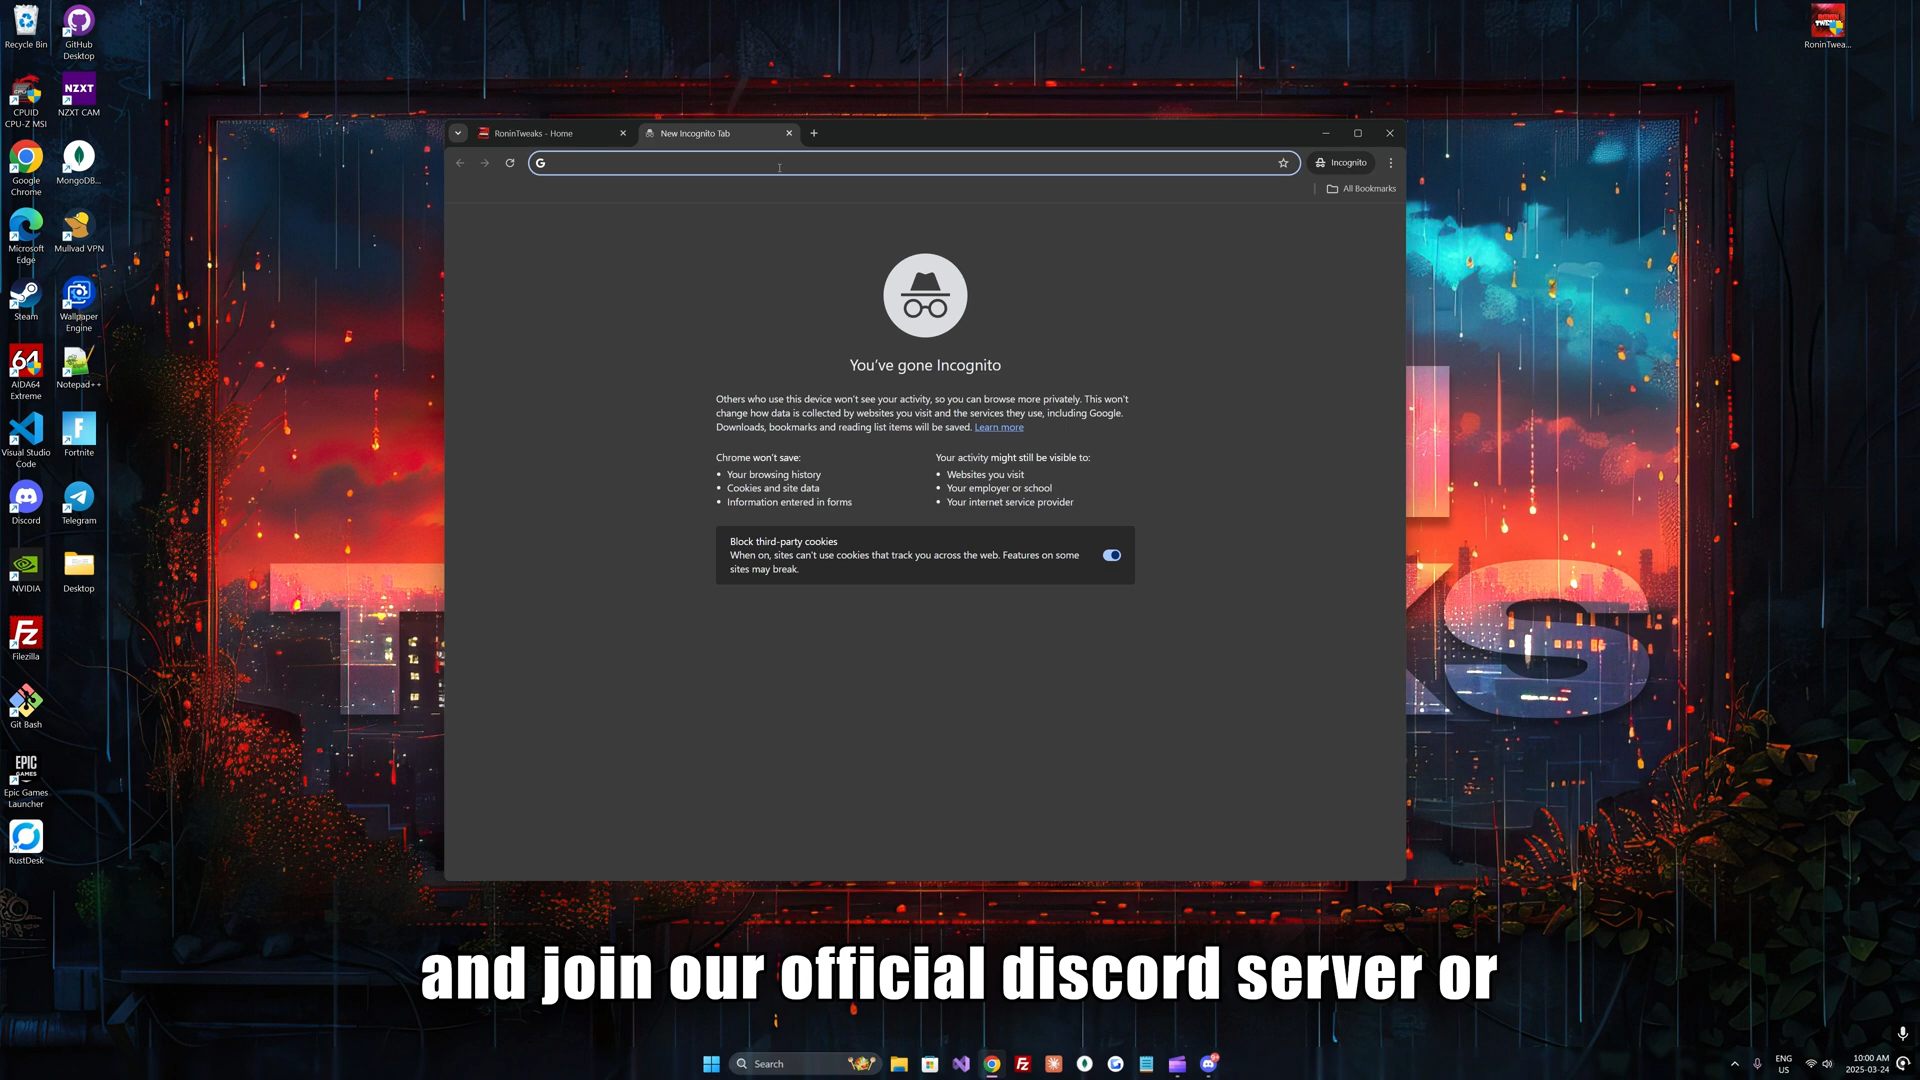 Recycle Bin
GitHub
Desktop
CPUID
CPU-Z MSI
NZXT
NZXT CAM
Google
Chrome
MongoDB...
Microsoft
Edge
Mullvad VPN
Steam
Wallpaper
Engine
64
AIDA64
Extreme
Notepad++
Visual Studio
Code
Fortnite
Discord
Telegram
NVIDIA
Desktop
Filezilla
Git Bash
EPIC
GAMES
Epic Games
Launcher
RustDesk
RoninTwea...
RoninTweaks - Home
New Incognito Tab
Incognito
All Bookmarks
You've gone Incognito
Others who use this device won't see your activity, so you can browse more privately. This won't
change how data is collected by websites you visit and the services they use, including Google.
Downloads, bookmarks and reading list items will be saved. Learn more
Chrome won't save:
• Your browsing history
• Cookies and site data
• Information entered in forms
Your activity might still be visible to:
• Websites you visit
• Your employer or school
• Your internet service provider
Block third-party cookies
When on, sites can't use cookies that track you across the web. Features on some
sites may break.
and join our official discord server or
Search
ENG
US
10:00 AM
2025-03-24